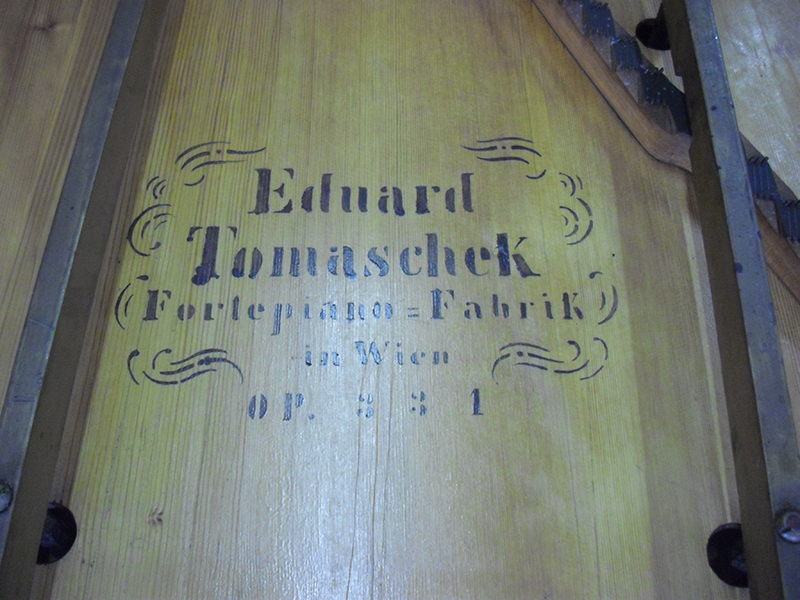 Eduard
Tomaschek
Fortepiano=Fabrik
in Wien
OP. 331